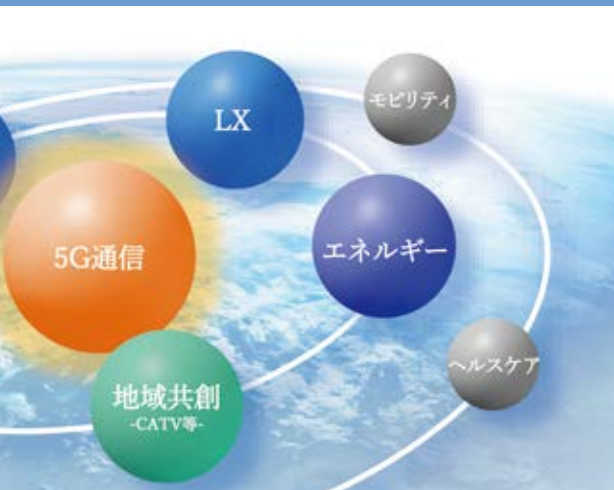 LX
モビリティ
5G通信
エネルギー
ヘルスケア
地域共創
-CATV等-